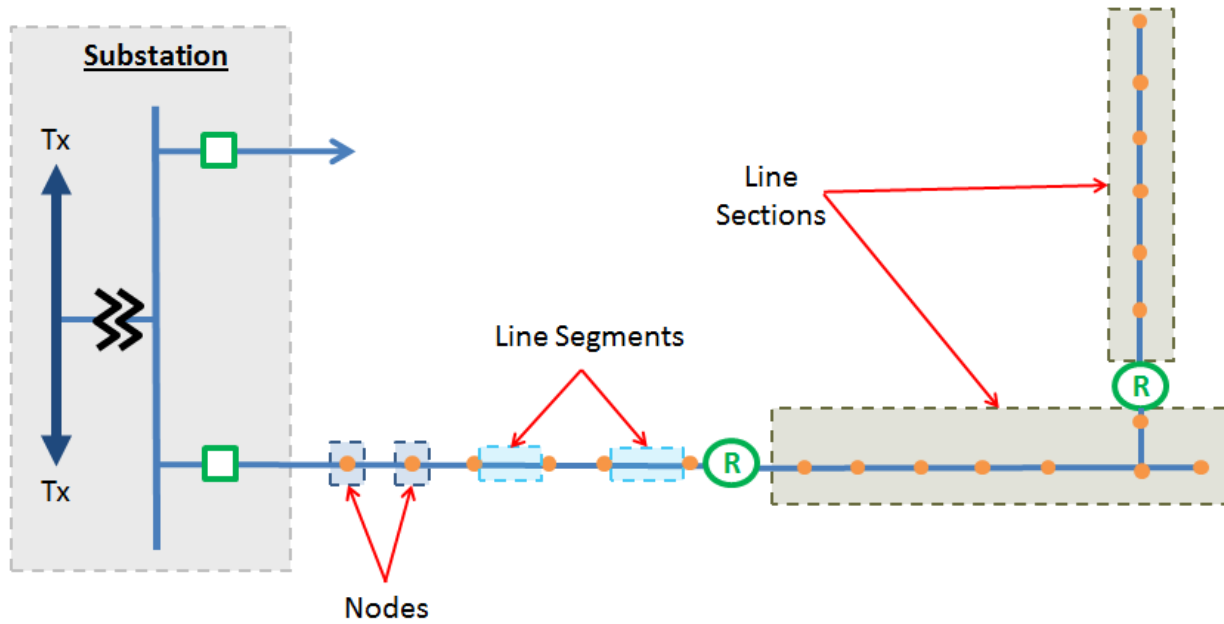 Substation
Tx
Line
Sections
Line Segments
R
R
Tx
Nodes